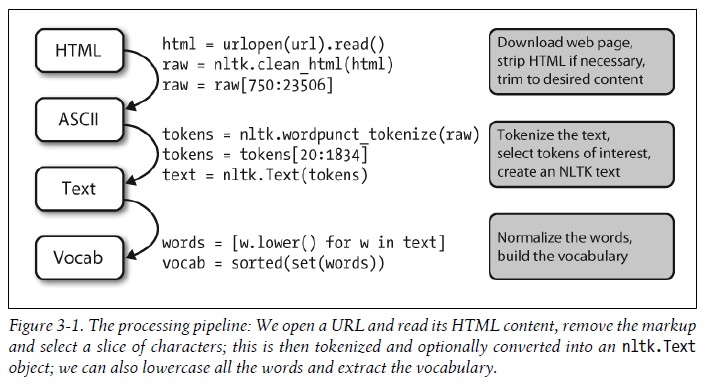 HTML
html = urlopen(url).read()
raw = nltk.clean_html(html)
raw = raw[750:23506]
Download web page,
strip HTML if necessary,
trim to desired content
ASCII
tokens = nltk.wordpunct_tokenize(raw)
tokens = tokens[20:1834]
text = nltk.Text(tokens)
Tokenize the text,
select tokens of interest,
create an NLTK text
Text
words = [w.lower() for w in text]
vocab = sorted(set(words))
Normalize the words,
build the vocabulary
Vocab
Figure 3-1. The processing pipeline: We open a URL and read its HTML content, remove the markup
and select a slice of characters; this is then tokenized and optionally converted into an nltk.Text
object; we can also lowercase all the words and extract the vocabulary.